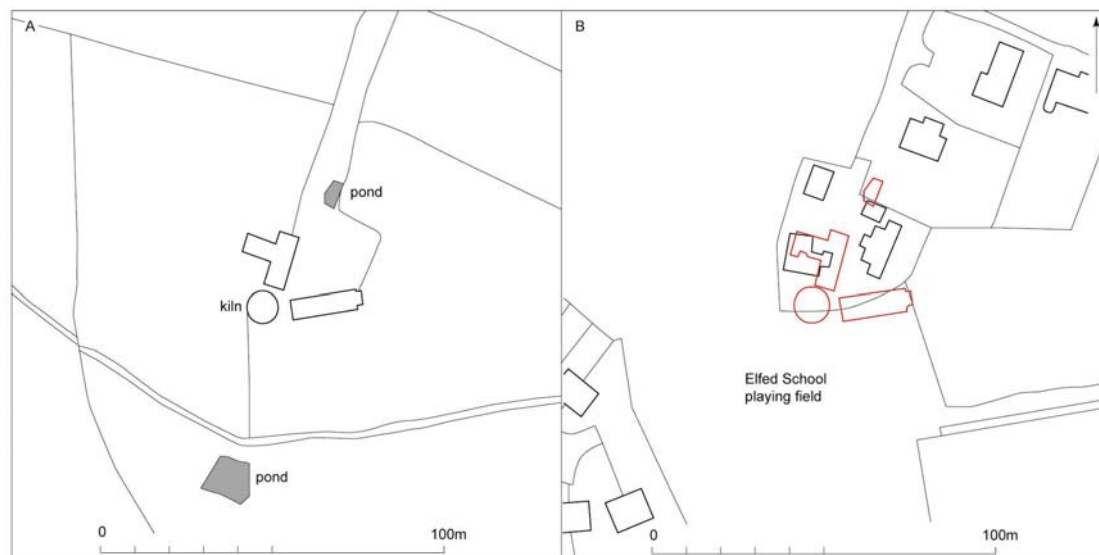 A
pond
kiln
pond
0
100m
B
Elfed School
playing field
0
100m